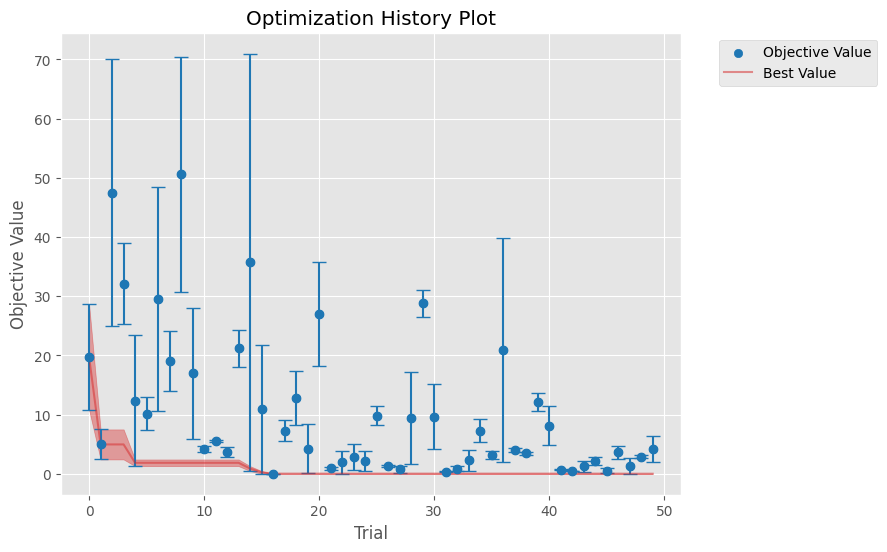 Optimization History Plot
Objective Value
Best Value
Objective Value
70
60
50
40
30
20
10
0
0 10 20 30 40 50
Trial